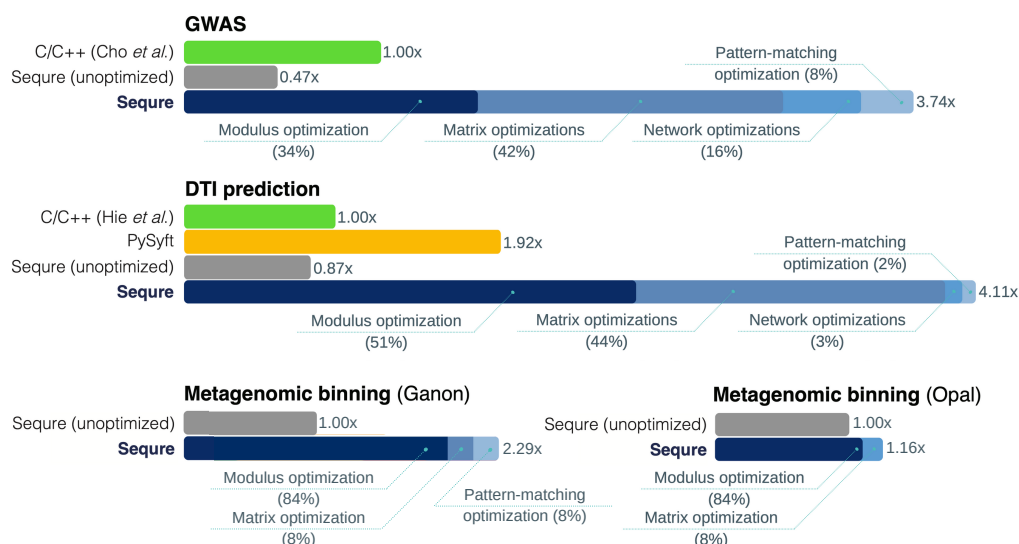 GWAS
C/C++ (Cho et al.)
1.00x
Sequre (unoptimized)
0.47x
Sequre
3.74x
Pattern-matching
optimization (8%)
Modulus optimization
(34%)
Matrix optimizations
(42%)
Network optimizations
(16%)
DTI prediction
C/C++ (Hie et al.)
1.00x
PySyft
1.92x
Sequre (unoptimized)
0.87x
Sequre
4.11x
Pattern-matching
optimization (2%)
Modulus optimization
(51%)
Matrix optimizations
(44%)
Network optimizations
(3%)
Metagenomic binning (Ganon)
Sequre (unoptimized)
1.00x
Sequre
2.29x
Modulus optimization
(84%)
Matrix optimization
(8%)
Pattern-matching
optimization (8%)
Metagenomic binning (Opal)
Sequre (unoptimized)
1.00x
Sequre
1.16x
Modulus optimization
(84%)
Matrix optimization
(8%)